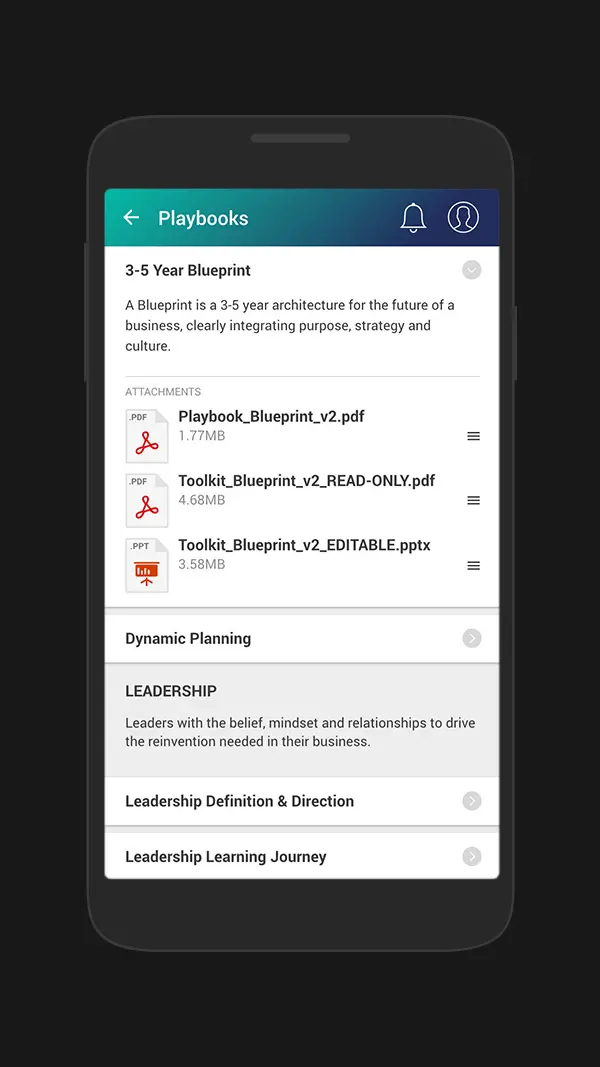 Playbooks
3-5 Year Blueprint
A Blueprint is a 3-5 year architecture for the future of a
business, clearly integrating purpose, strategy and
culture.
ATTACHMENTS
.PDF
Playbook_Blueprint_v2.pdf
1.77MB
.PDF
Toolkit_Blueprint_v2_READ-ONLY.pdf
4.68MB
.PPT
Toolkit_Blueprint_v2_EDITABLE.pptx
3.58MB
Dynamic Planning
LEADERSHIP
Leaders with the belief, mindset and relationships to drive
the reinvention needed in their business.
Leadership Definition & Direction
Leadership Learning Journey